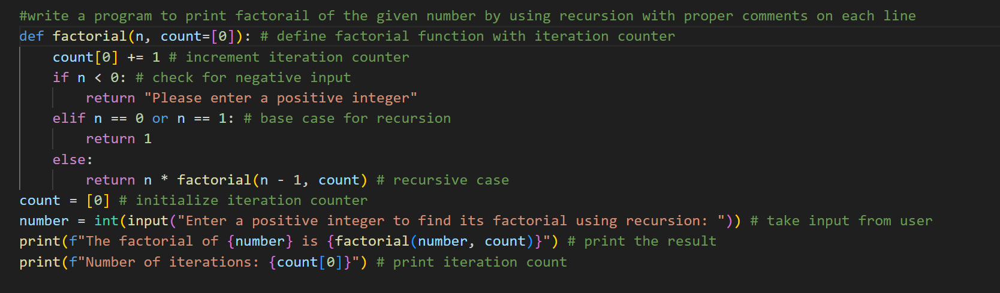 #write a program to print factorail of the given number by using recursion with proper comments on each line
def factorial(n, count=[0]): # define factorial function with iteration counter
    count[0] += 1 # increment iteration counter
    if n < 0: # check for negative input
        return "Please enter a positive integer"
    elif n == 0 or n == 1: # base case for recursion
        return 1
    else:
        return n * factorial(n - 1, count) # recursive case
count = [0] # initialize iteration counter
number = int(input("Enter a positive integer to find its factorial using recursion: ")) # take input from user
print(f"The factorial of {number} is {factorial(number, count)}") # print the result
print(f"Number of iterations: {count[0]}") # print iteration count